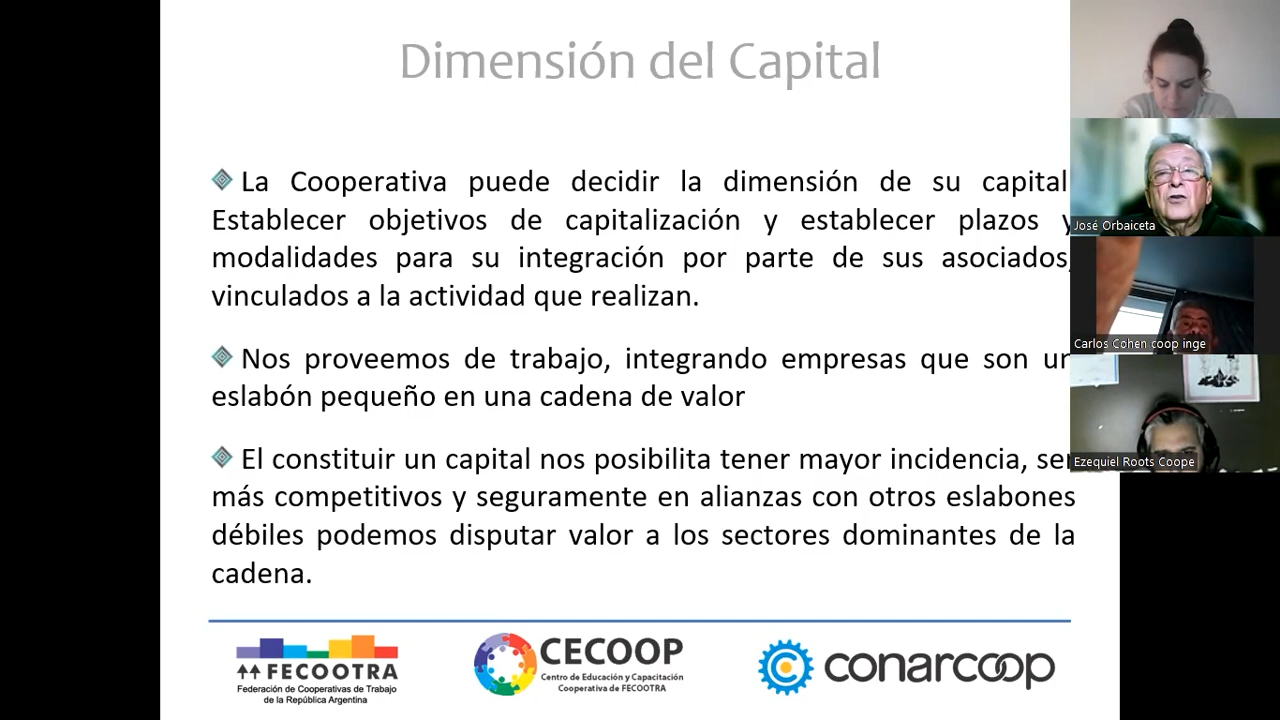 Dimensión del Capital
La Cooperativa puede decidir la dimensión de su capital
Establecer objetivos de capitalización y establecer plazos y
modalidades para su integración por parte de sus asociados,
vinculados a la actividad que realizan.
Nos proveemos de trabajo, integrando empresas que son un
eslabón pequeño en una cadena de valor
El constituir un capital nos posibilita tener mayor incidencia, ser
más competitivos y seguramente en alianzas con otros eslabones
débiles podemos disputar valor a los sectores dominantes de la
cadena.
FECOOTRA
Federación de Cooperativas de Trabajo
de la República Argentina
CECOOP
Centro de Educación y Capacitación
Cooperativa de FECOOTRA
conarcoop
José Orbaiceta
Carlos Cohen coop inge
Ezequiel Roots Coope